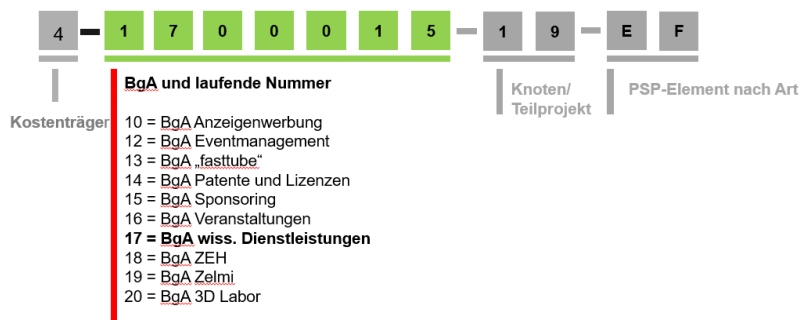 4 – 1 7 0 0 0 1 5 – 1 9 – E F
BgA und laufende Nummer
Knoten/
Teilprojekt
PSP-Element nach Art
Kostenträger
10 = BgA Anzeigenwerbung
12 = BgA Eventmanagement
13 = BgA „fasttube“
14 = BgA Patente und Lizenzen
15 = BgA Sponsoring
16 = BgA Veranstaltungen
17 = BgA wiss. Dienstleistungen
18 = BgA ZEH
19 = BgA Zelmi
20 = BgA 3D Labor